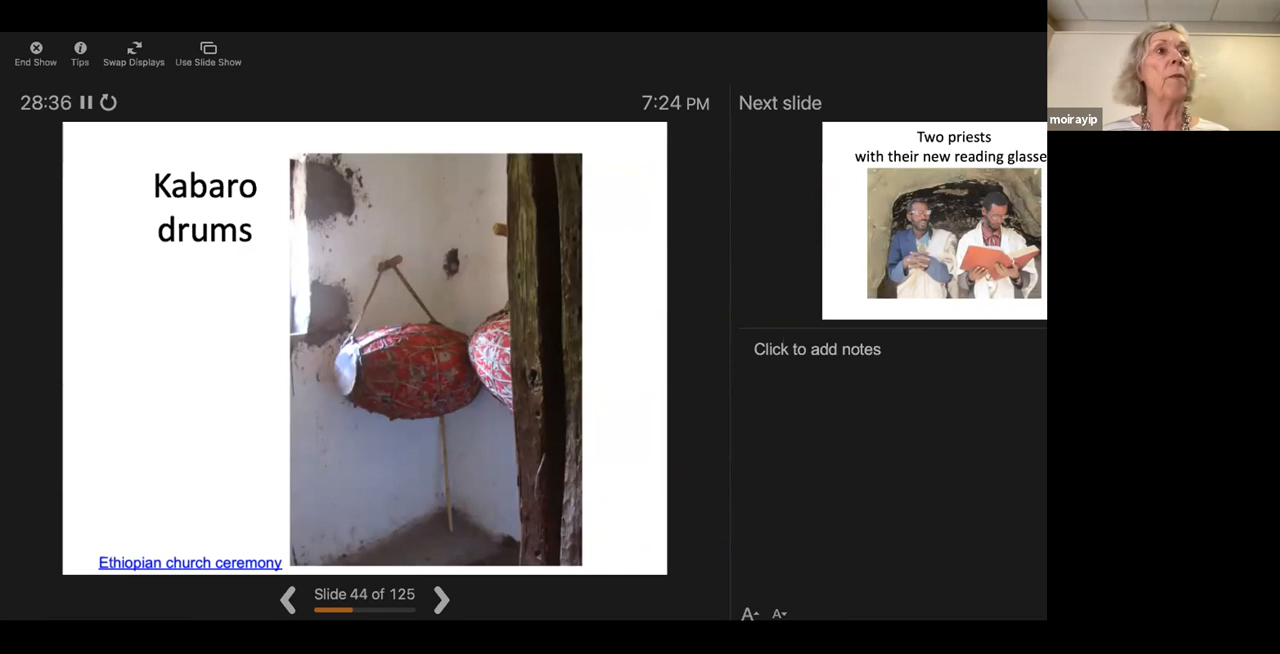 End Show
Tips
Swap Displays
Use Slide Show
28:36
7:24 PM
Next slide
moirayip
Kabaro
drums
Two priests
with their new reading glasse
Click to add notes
Ethiopian church ceremony
Slide 44 of 125
A
A